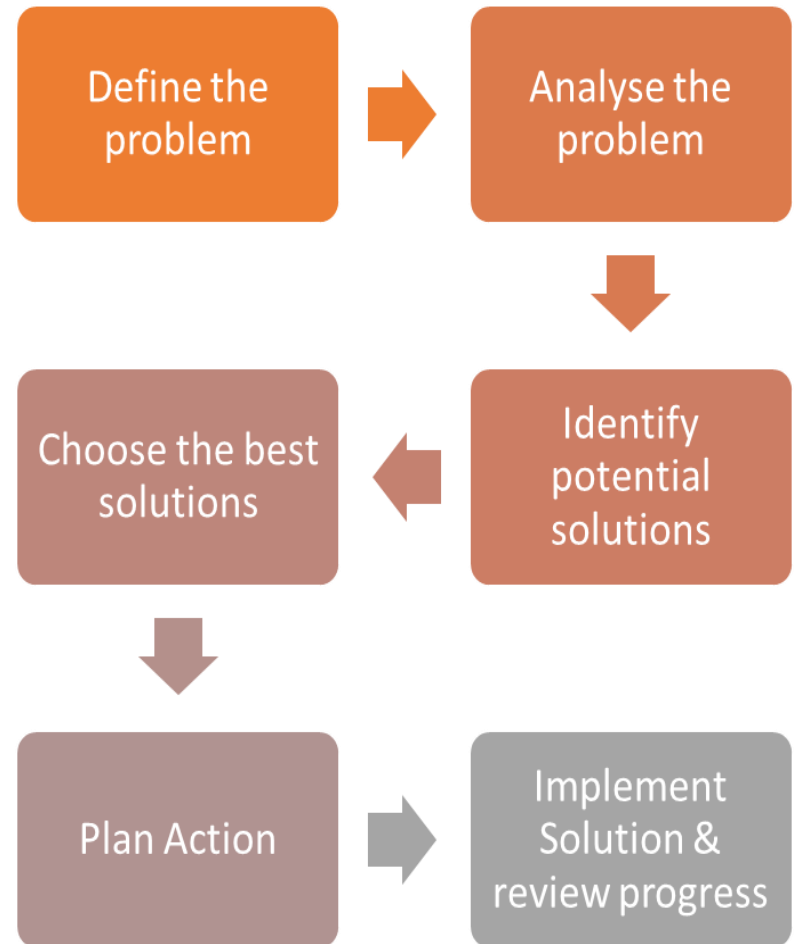 Define the
problem
Analyse the
problem
Identify
potential
solutions
Choose the best
solutions
Plan Action
Implement
Solution &
review progress